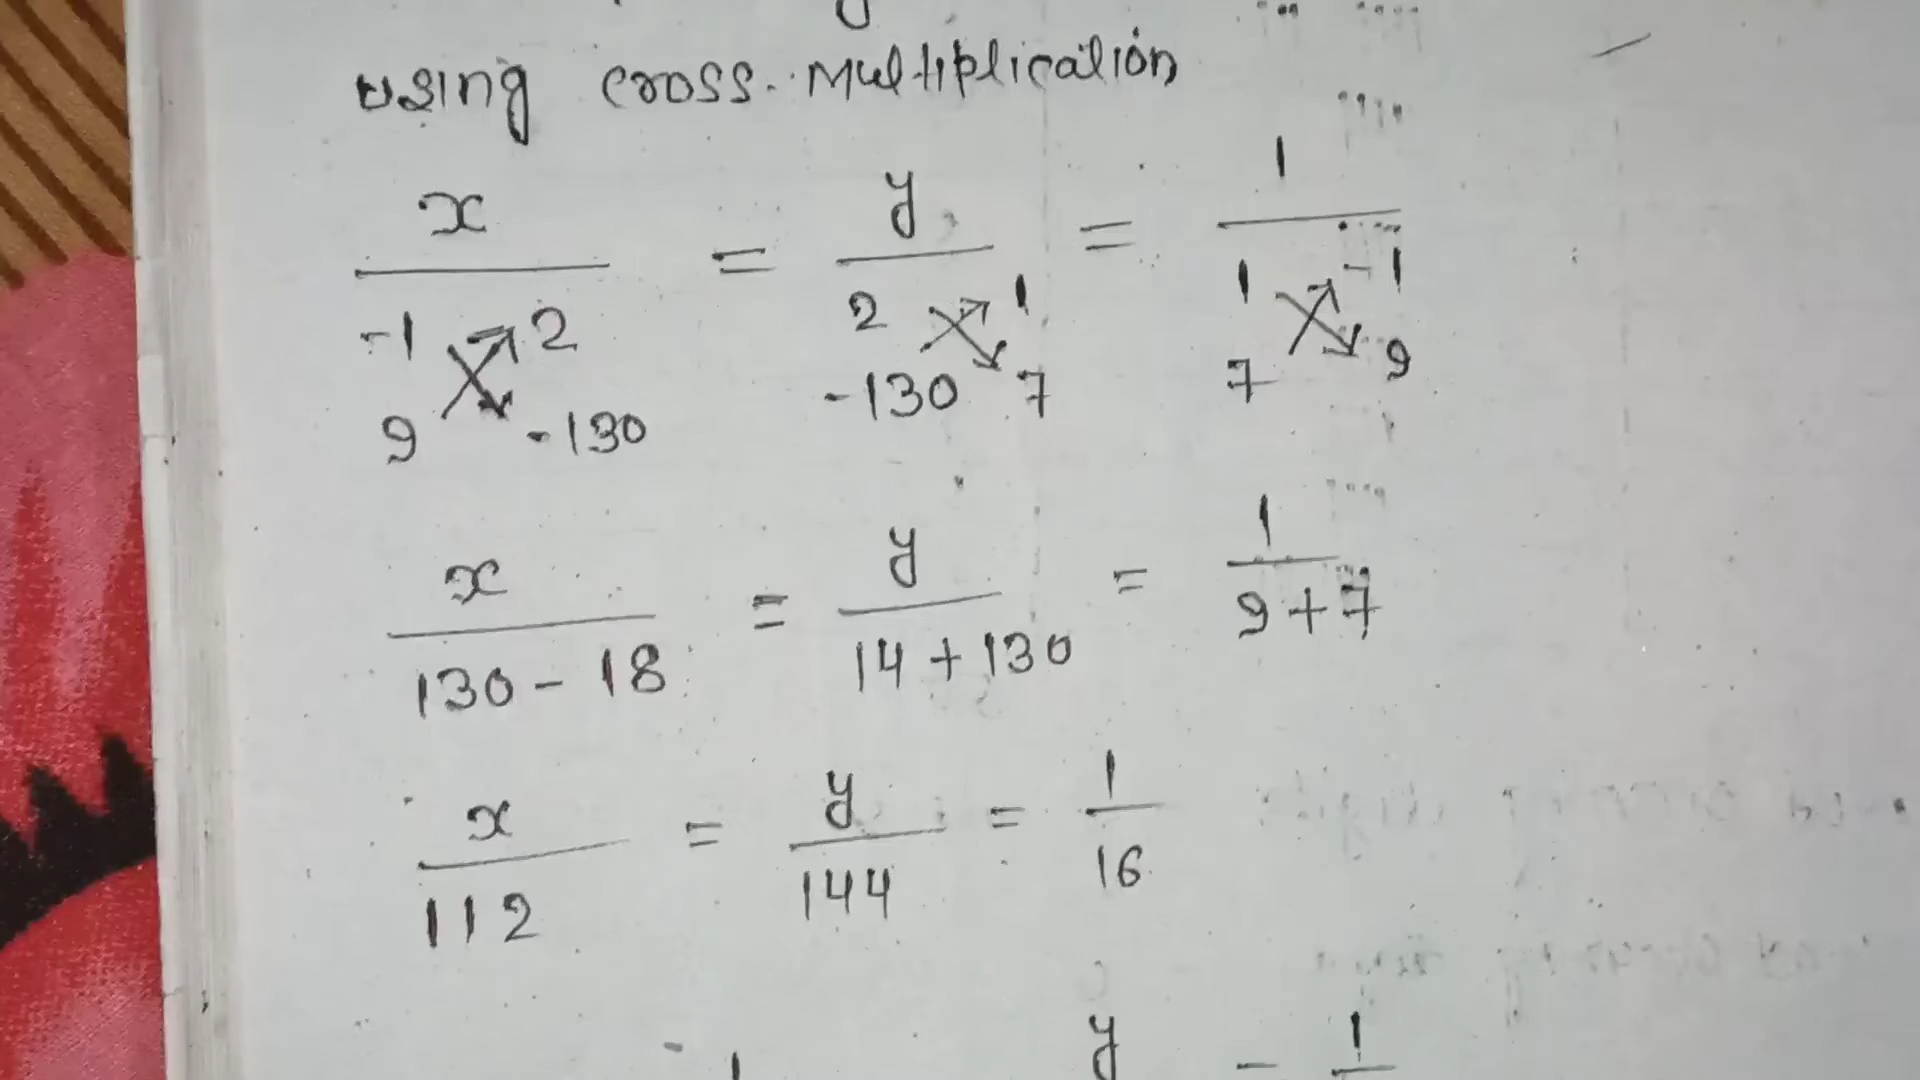 using cross-Multiplication
x = y = 1
-1 2 2 1 1 -1
9 -130 -130 7 7 9
x = y = 1
130 - 18 14 + 130 9 + 7
x = y = 1
112 144 16
y - 1